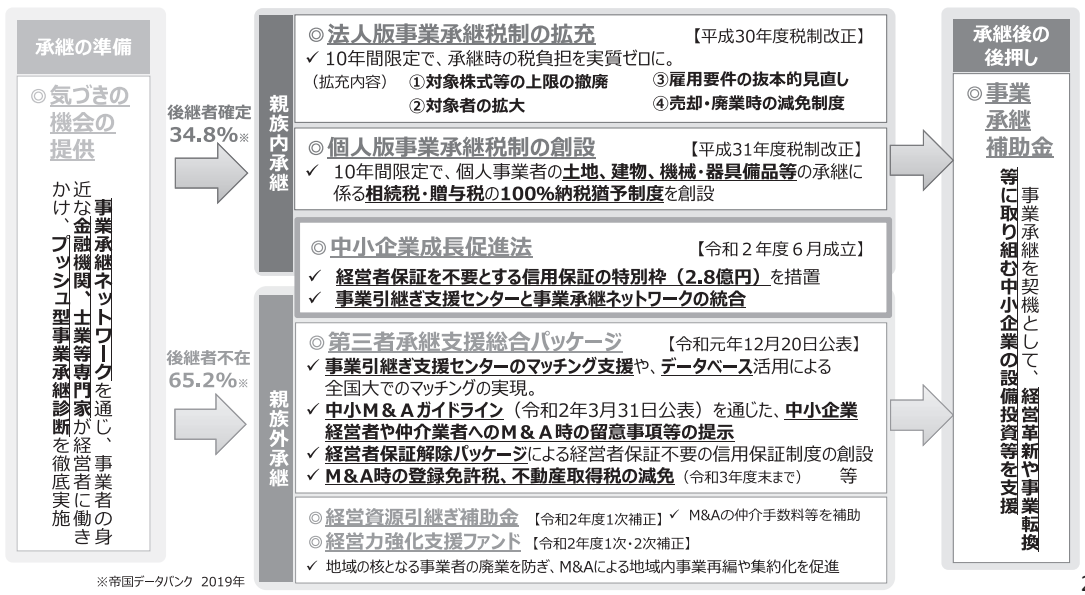 承継の準備
◎気づきの
機会の
提供
事業承継ネットワークを通じ、事業者の身
近な金融機関、士業等専門家が経営者に働き
かけ、プッシュ型事業承継診断を徹底実施
後継者確定
34.8%※
後継者不在
65.2%※
親族内承継
◎法人版事業承継税制の拡充 【平成30年度税制改正】
✓ 10年間限定で、承継時の税負担を実質ゼロに。
(拡充内容) ①対象株式等の上限の撤廃 ③雇用要件の抜本的見直し
②対象者の拡大 ④売却・廃業時の減免制度
◎個人版事業承継税制の創設 【平成31年度税制改正】
✓ 10年間限定で、個人事業者の土地、建物、機械・器具備品等の承継に
係る相続税・贈与税の100%納税猶予制度を創設
◎中小企業成長促進法 【令和2年度6月成立】
✓ 経営者保証を不要とする信用保証の特別枠(2.8億円)を措置
✓ 事業引継ぎ支援センターと事業承継ネットワークの統合
親族外承継
◎第三者承継支援総合パッケージ 【令和元年12月20日公表】
✓ 事業引継ぎ支援センターのマッチング支援や、データベース活用による
全国大でのマッチングの実現。
✓ 中小M&Aガイドライン(令和2年3月31日公表)を通じた、中小企業
経営者や仲介業者へのM&A時の留意事項等の提示
✓ 経営者保証解除パッケージによる経営者保証不要の信用保証制度の創設
✓ M&A時の登録免許税、不動産取得税の減免(令和3年度末まで) 等
◎経営資源引継ぎ補助金 【令和2年度1次補正】✓ M&Aの仲介手数料等を補助
◎経営力強化支援ファンド 【令和2年度1次・2次補正】
✓ 地域の核となる事業者の廃業を防ぎ、M&Aによる地域内事業再編や集約化を促進
承継後の
後押し
◎事業
承継
補助金
事業承継を契機として、経営革新や事業転換
等に取り組む中小企業の設備投資等を支援
※帝国データバンク 2019年
2